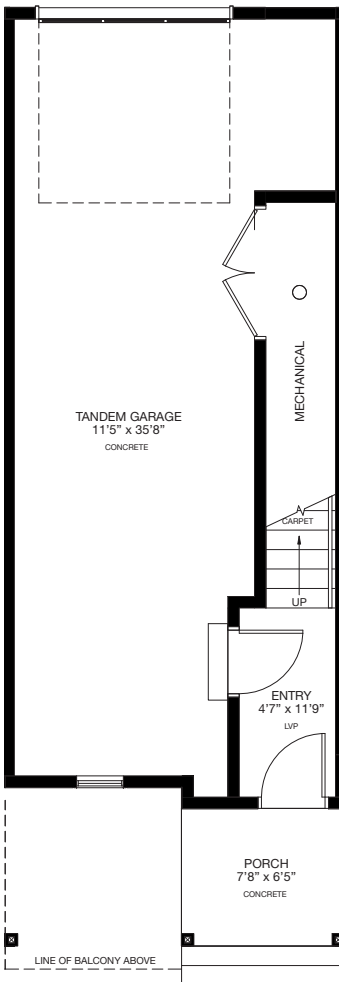 MECHANICAL
TANDEM GARAGE
11'5" x 35'8"
CONCRETE
CARPET
UP
ENTRY
4'7" x 11'9"
LVP
PORCH
7'8" x 6'5"
CONCRETE
LINE OF BALCONY ABOVE